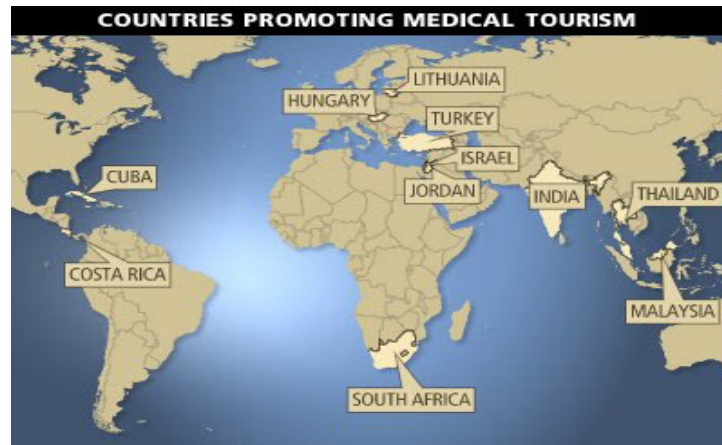 COUNTRIES PROMOTING MEDICAL TOURISM
LITHUANIA
HUNGARY
TURKEY
ISRAEL
CUBA
JORDAN
INDIA
THAILAND
COSTA RICA
MALAYSIA
SOUTH AFRICA